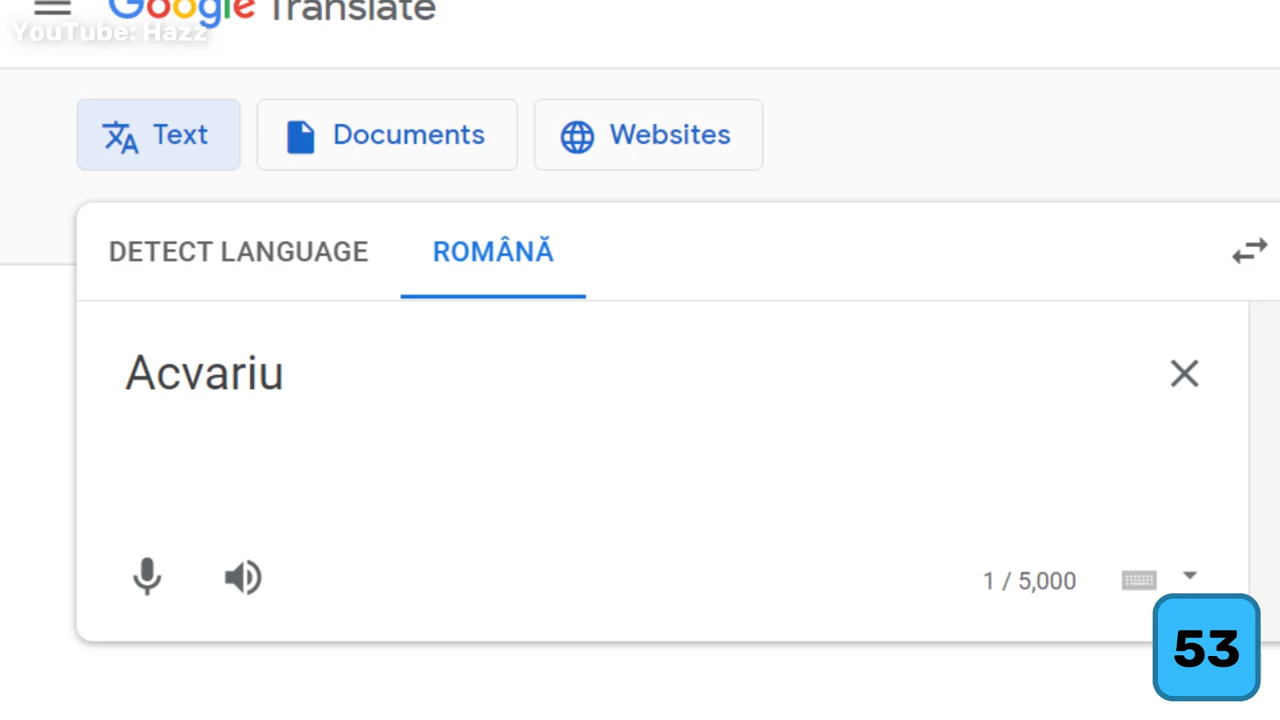 Google Translate
YouTube: Hazz
Text
Documents
Websites
DETECT LANGUAGE
ROMÂNĂ
Acvariu
1 / 5,000
53